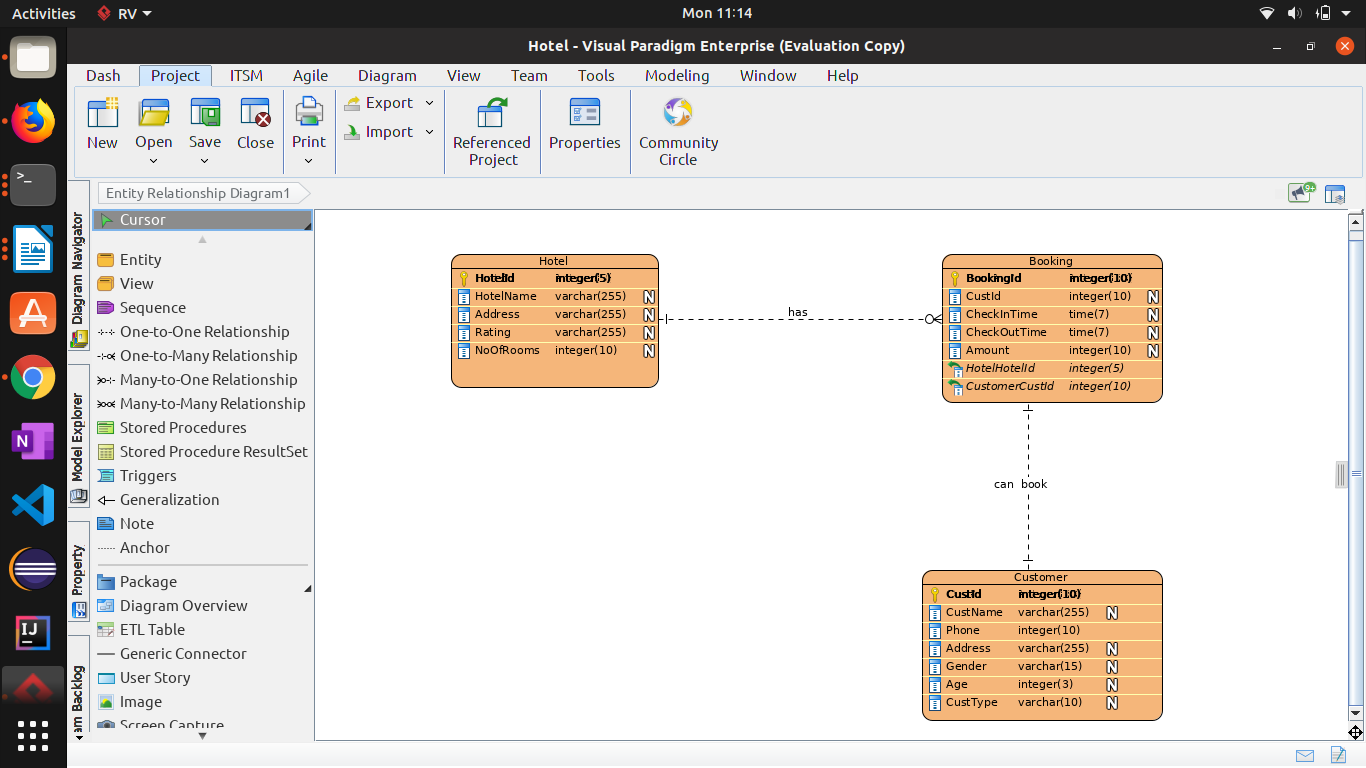 Activities RV Mon 11:14
Hotel - Visual Paradigm Enterprise (Evaluation Copy)
Dash Project ITSM Agile Diagram View Team Tools Modeling Window Help
New Open Save Close Print Export Import Referenced Project Properties Community Circle
Entity Relationship Diagram1
9+
Diagram Navigator
Model Explorer
Property
am Backlog
Cursor
Entity
View
Sequence
One-to-One Relationship
One-to-Many Relationship
Many-to-One Relationship
Many-to-Many Relationship
Stored Procedures
Stored Procedure ResultSet
Triggers
Generalization
Note
Anchor
Package
Diagram Overview
ETL Table
Generic Connector
User Story
Image
Screen Capture
Hotel
HotelId integer(5)
HotelName varchar(255) N
Address varchar(255) N
Rating varchar(255) N
NoOfRooms integer(10) N
has
Booking
BookingId integer(10)
CustId integer(10) N
CheckInTime time(7) N
CheckOutTime time(7) N
Amount integer(10) N
HotelHotelId integer(5)
CustomerCustId integer(10)
can book
Customer
CustId integer(10)
CustName varchar(255) N
Phone integer(10)
Address varchar(255) N
Gender varchar(15) N
Age integer(3) N
CustType varchar(10) N